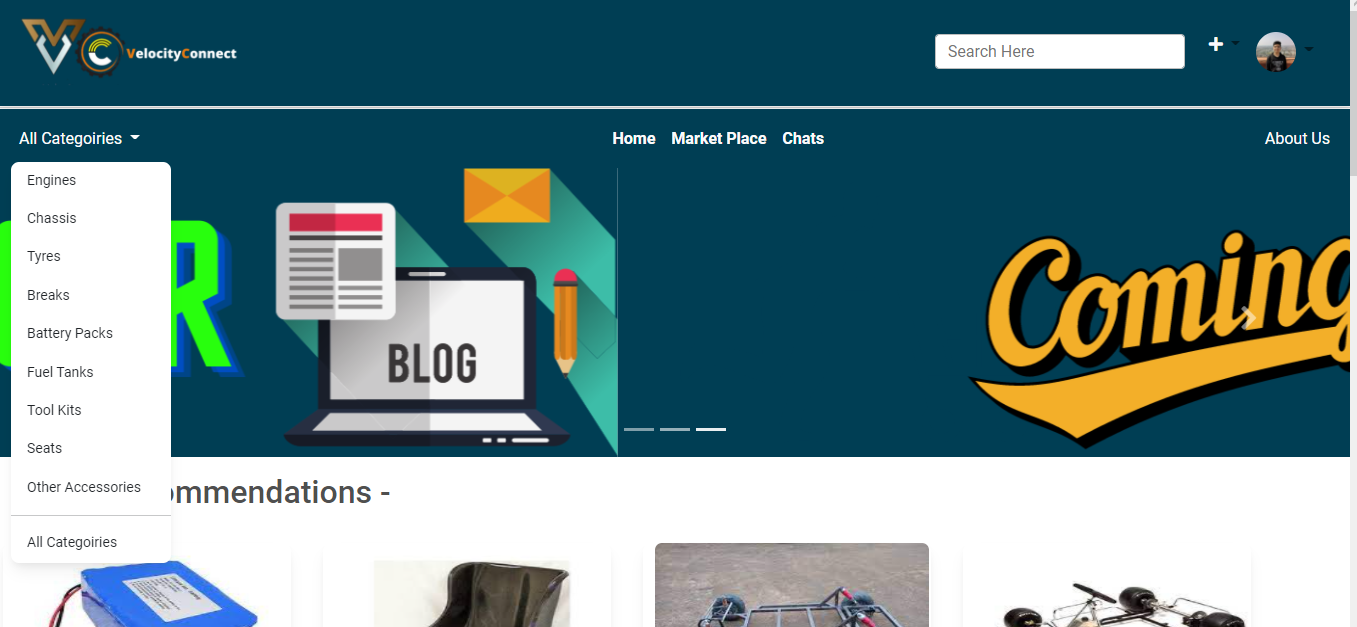 VelocityConnect
Search Here
All Categoiries
Home Market Place Chats
About Us
Engines
Chassis
Tyres
Breaks
Battery Packs
Fuel Tanks
Tool Kits
Seats
Other Accessories
All Categoiries
R
BLOG
Coming
ommendations -